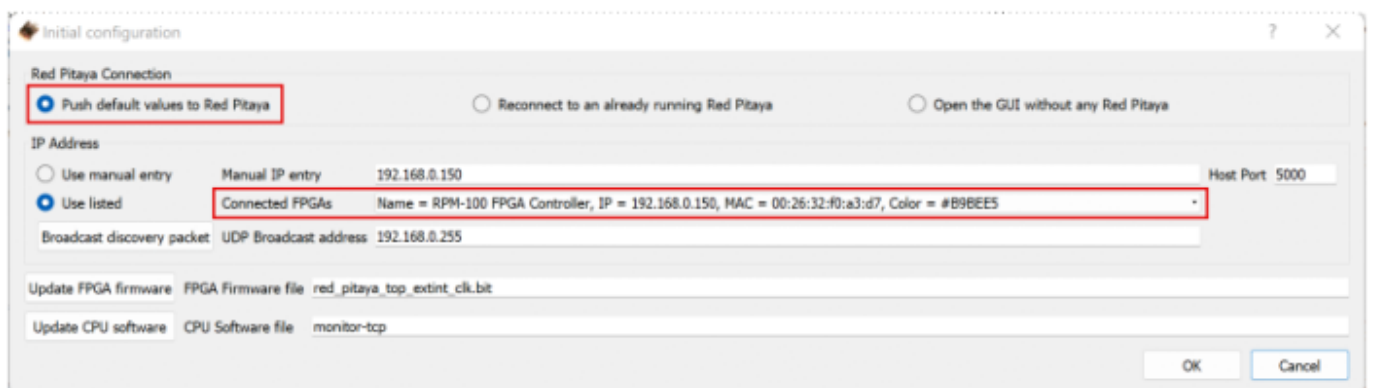 Initial configuration ?
Red Pitaya Connection
Push default values to Red Pitaya Reconnect to an already running Red Pitaya Open the GUI without any Red Pitaya
IP Address
Use manual entry Manual IP entry 192.168.0.150 Host Port 5000
Use listed Connected FPGAs Name = RPM-100 FPGA Controller, IP = 192.168.0.150, MAC = 00:26:32:f0:a3:d7, Color = #B9BEE5
Broadcast discovery packet UDP Broadcast address 192.168.0.255
Update FPGA firmware FPGA Firmware file red_pitaya_top_extint_clk.bit
Update CPU software CPU Software file monitor-tcp
OK Cancel